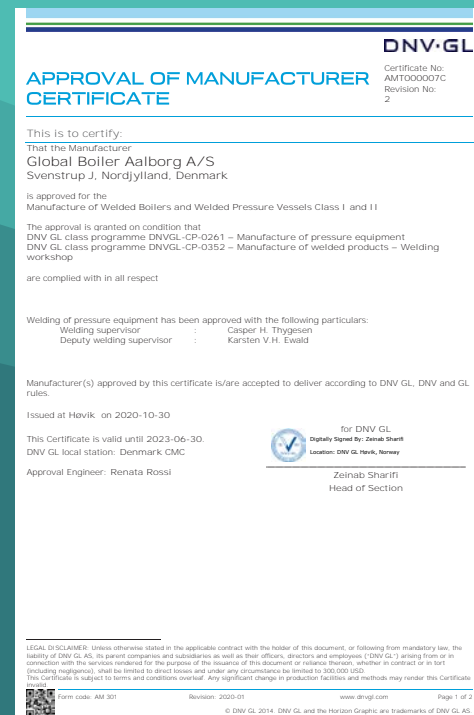 DNV·GL
Certificate No:
AMT000007C
Revision No:
2
APPROVAL OF MANUFACTURER
CERTIFICATE
This is to certify:
That the Manufacturer
Global Boiler Aalborg A/S
Svenstrup J, Nordjylland, Denmark
is approved for the
Manufacture of Welded Boilers and Welded Pressure Vessels Class I and II
The approval is granted on condition that
DNV GL class programme DNVGL-CP-0261 – Manufacture of pressure equipment
DNV GL class programme DNVGL-CP-0352 – Manufacture of welded products – Welding
workshop
are complied with in all respect
Welding of pressure equipment has been approved with the following particulars:
Welding supervisor : Casper H. Thygesen
Deputy welding supervisor : Karsten V.H. Ewald
Manufacturer(s) approved by this certificate is/are accepted to deliver according to DNV GL, DNV and GL
rules.
Issued at Høvik on 2020-10-30
for DNV GL
This Certificate is valid until 2023-06-30.
Digitally Signed By: Zeinab Sharifi
DNV GL local station: Denmark CMC
Location: DNV GL Høvik, Norway
Approval Engineer: Renata Rossi
Zeinab Sharifi
Head of Section
LEGAL DISCLAIMER: Unless otherwise stated in the applicable contract with the holder of this document, or following from mandatory law, the
liability of DNV GL AS, its parent companies and subsidiaries as well as their officers, directors and employees ("DNV GL") arising from or in
connection with the services rendered for the purpose of the issuance of this document or reliance thereon, whether in contract or in tort
(including negligence), shall be limited to direct losses and under any circumstance be limited to 300,000 USD.
This Certificate is subject to terms and conditions overleaf. Any significant change in production facilities and methods may render this Certificate
invalid.
Form code: AM 301 Revision: 2020-01 www.dnvgl.com Page 1 of 2
© DNV GL 2014. DNV GL and the Horizon Graphic are trademarks of DNV GL AS.